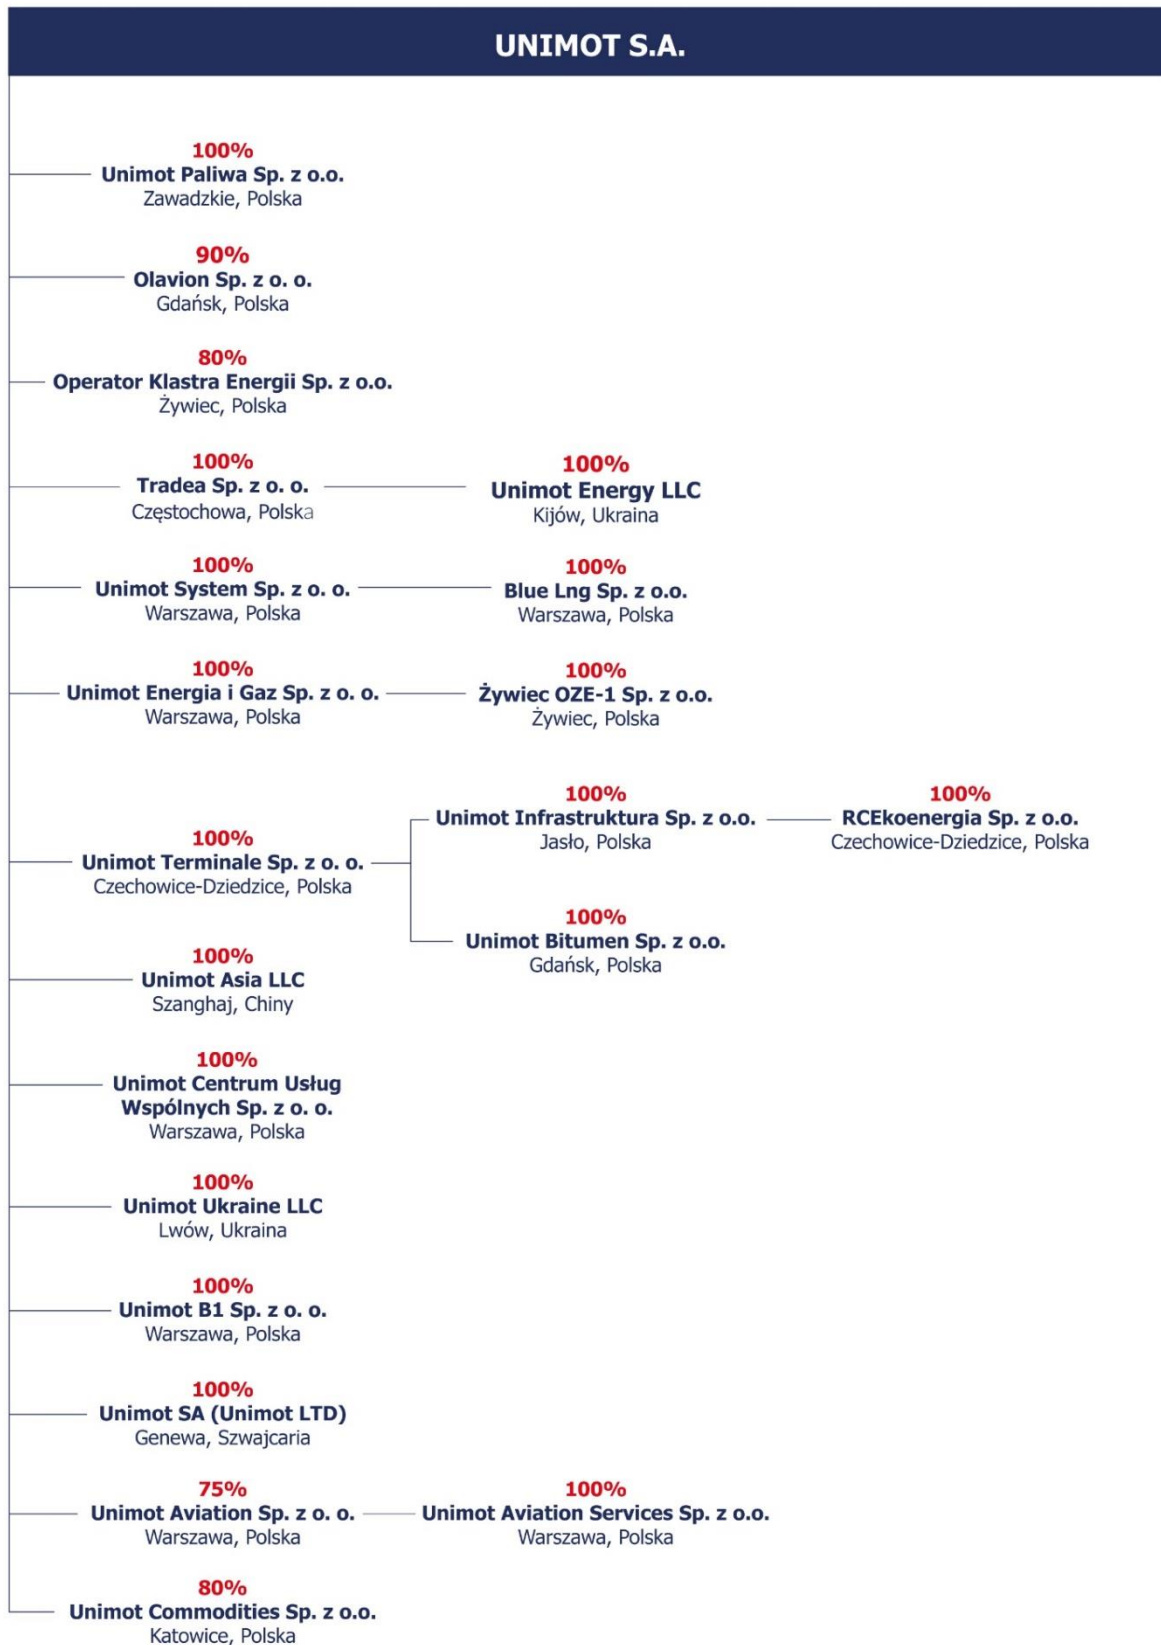 UNIMOT S.A.
100%
Unimot Paliwa Sp. z o.o.
Zawadzkie, Polska
90%
Olavion Sp. z o. o.
Gdańsk, Polska
80%
Operator Klastra Energii Sp. z o.o.
Żywiec, Polska
100%
Tradea Sp. z o. o.
Częstochowa, Polska
100%
Unimot Energy LLC
Kijów, Ukraina
100%
Unimot System Sp. z o. o.
Warszawa, Polska
100%
Blue Lng Sp. z o.o.
Warszawa, Polska
100%
Unimot Energia i Gaz Sp. z o. o.
Warszawa, Polska
100%
Żywiec OZE-1 Sp. z o.o.
Żywiec, Polska
100%
Unimot Terminale Sp. z o. o.
Czechowice-Dziedzice, Polska
100%
Unimot Infrastruktura Sp. z o.o.
Jasło, Polska
100%
RCEkoenergia Sp. z o.o.
Czechowice-Dziedzice, Polska
100%
Unimot Bitumen Sp. z o.o.
Gdańsk, Polska
100%
Unimot Asia LLC
Szanghaj, Chiny
100%
Unimot Centrum Usług
Wspólnych Sp. z o. o.
Warszawa, Polska
100%
Unimot Ukraine LLC
Lwów, Ukraina
100%
Unimot B1 Sp. z o. o.
Warszawa, Polska
100%
Unimot SA (Unimot LTD)
Genewa, Szwajcaria
75%
Unimot Aviation Sp. z o. o.
Warszawa, Polska
100%
Unimot Aviation Services Sp. z o.o.
Warszawa, Polska
80%
Unimot Commodities Sp. z o.o.
Katowice, Polska